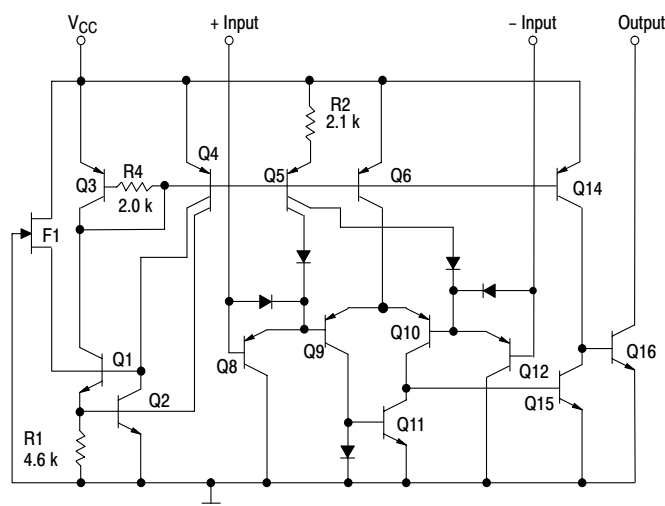 VCC
+ Input
– Input
Output
R2
2.1 k
Q4
Q3
R4
Q5
Q6
Q14
2.0 k
F1
Q1
Q8
Q9
Q10
Q12
Q16
Q2
Q15
Q11
R1
4.6 k